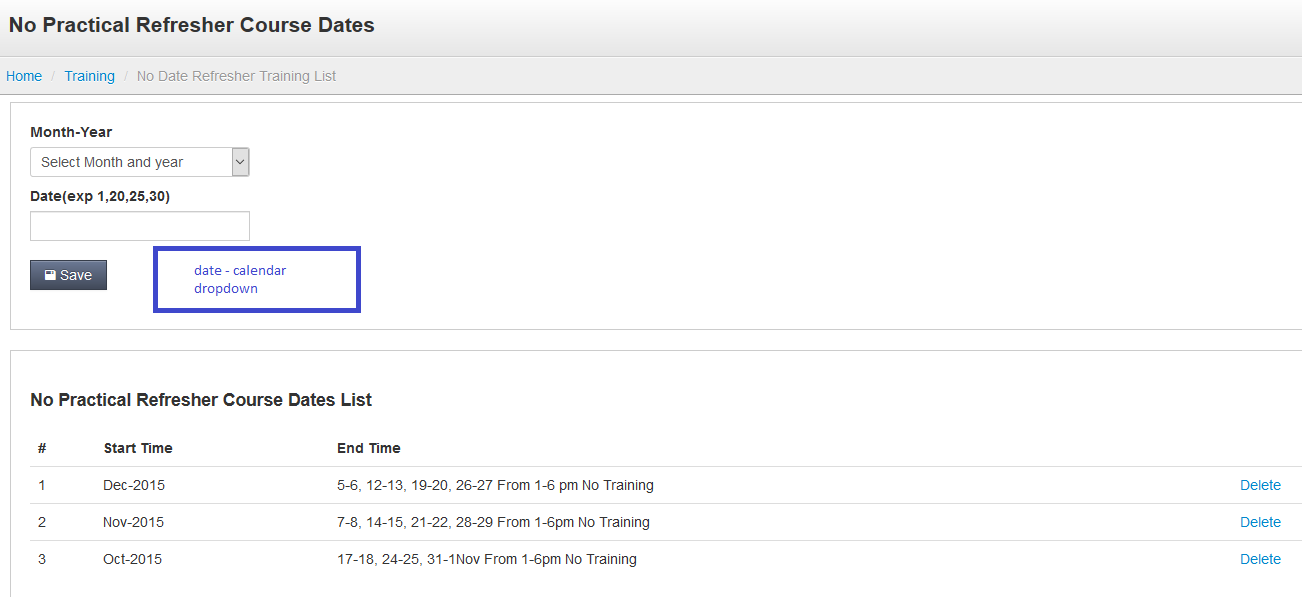 No Practical Refresher Course Dates
Home / Training / No Date Refresher Training List
Month-Year
Select Month and year
Date(exp 1,20,25,30)
Save
date - calendar
dropdown
No Practical Refresher Course Dates List
# Start Time End Time
1 Dec-2015 5-6, 12-13, 19-20, 26-27 From 1-6 pm No Training Delete
2 Nov-2015 7-8, 14-15, 21-22, 28-29 From 1-6pm No Training Delete
3 Oct-2015 17-18, 24-25, 31-1Nov From 1-6pm No Training Delete